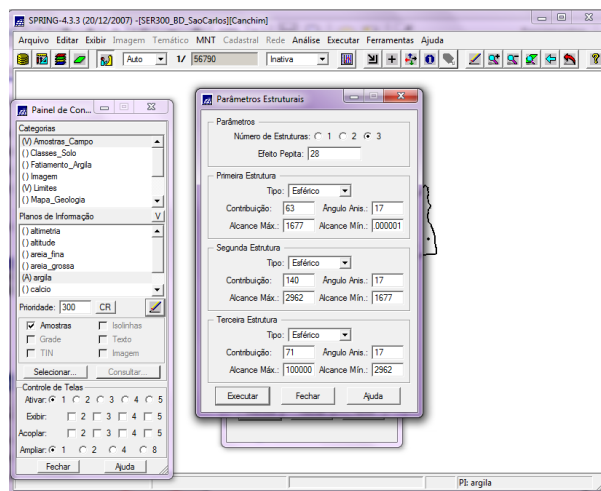 SPRING-4.3.3 (20/12/2007) -[SER300_BD_SaoCarlos][Canchim]
Arquivo Editar Exibir Imagem Temático MNT Cadastral Rede Análise Executar Ferramentas Ajuda
Auto 1/ 56790 Inativa
Painel de Con...
Categorias
(V) Amostras_Campo
() Classes_Solo
() Fatiamento_Argila
() Imagem
(V) Limites
() Mapa_Geologia
Planos de Informação V
() altimetria
() altitude
() areia_fina
() areia_grossa
(A) argila
() calcio
Prioridade: 300 CR
Amostras Isolinhas
Grade Texto
TIN Imagem
Selecionar... Consultar...
Controle de Telas
Ativar: 1 2 3 4 5
Exibir: 2 3 4 5
Acoplar: 2 3 4 5
Ampliar: 1 2 4 8
Fechar Ajuda
Parâmetros Estruturais
Parâmetros
Número de Estruturas: 1 2 3
Efeito Pepita: 28
Primeira Estrutura
Tipo: Esférico
Contribuição: 63 Ângulo Anis.: 17
Alcance Máx.: 1677 Alcance Mín.: .000001
Segunda Estrutura
Tipo: Esférico
Contribuição: 140 Ângulo Anis.: 17
Alcance Máx.: 2962 Alcance Mín.: 1677
Terceira Estrutura
Tipo: Esférico
Contribuição: 71 Ângulo Anis.: 17
Alcance Máx.: 100000 Alcance Mín.: 2962
Executar Fechar Ajuda
PI: argila